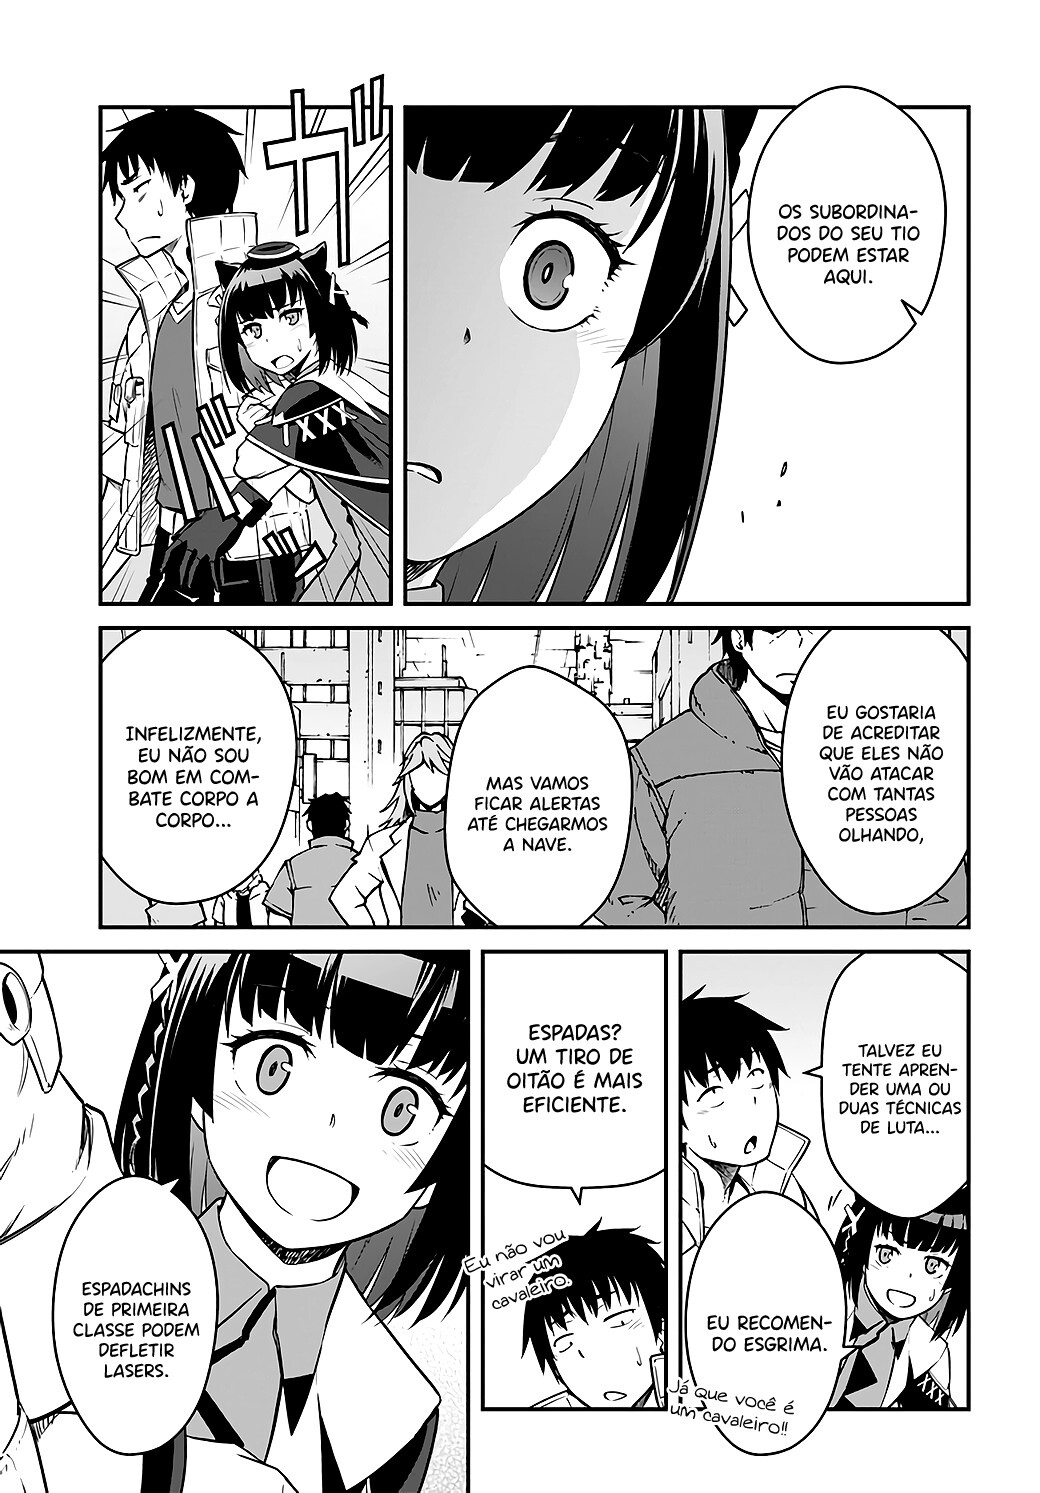 OS SUBORDINA-
DOS DO SEU TIO
PODEM ESTAR
AQUI.
ガガッ
EU GOSTARIA
DE ACREDITAR
QUE ELES NÃO
VÃO ATACAR
COM TANTAS
PESSOAS
OLHANDO,
MAS VAMOS
FICAR ALERTAS
ATÉ CHEGARMOS
A NAVE.
INFELIZMENTE,
EU NÃO SOU
BOM EM COM-
BATE CORPO A
CORPO...
TALVEZ EU
TENTE APREN-
DER UMA OU
DUAS TÉCNICAS
DE LUTA...
EU RECOMEN-
DO ESGRIMA.
Já que você é
um cavaleiro!!
ESPADAS?
UM TIRO DE
OITÃO É MAIS
EFICIENTE.
Eu não vou
virar um
cavaleiro.
ESPADACHINS
DE PRIMEIRA
CLASSE PODEM
DEFLETIR
LASERS.